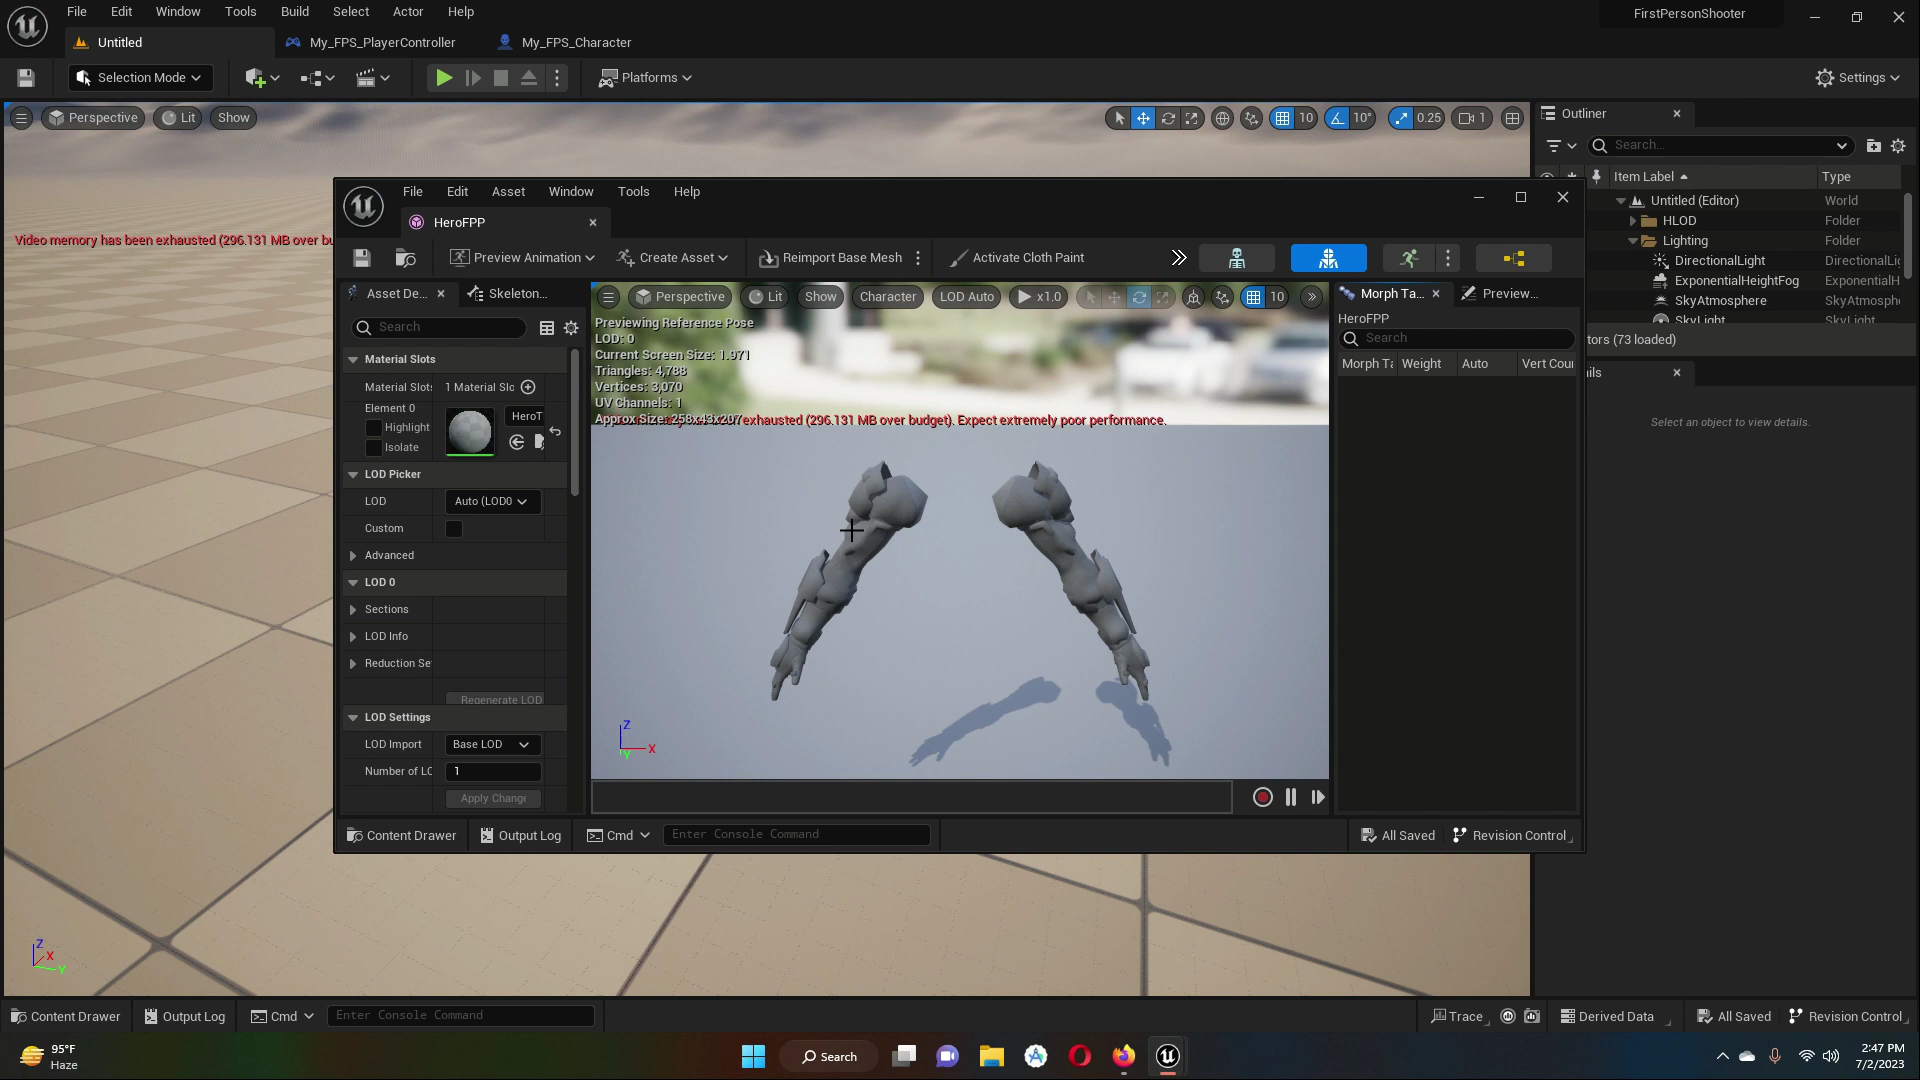 File Edit Window Tools Build Select Actor Help
FirstPersonShooter
Untitled My_FPS_PlayerController My_FPS_Character
Selection Mode Platforms Settings
Perspective Lit Show 10 10° 0.25 1
Outliner
Search...
Item Label Type
Untitled (Editor) World
HLOD Folder
Lighting Folder
DirectionalLight DirectionalLi
ExponentialHeightFog ExponentialH
SkyAtmosphere SkyAtmosph
SkyLight SkyLight
tors (73 loaded)
ils
Select an object to view details.
Video memory has been exhausted (296.131 MB over bu
File Edit Asset Window Tools Help
HeroFPP
Preview Animation Create Asset Reimport Base Mesh Activate Cloth Paint
Asset De... Skeleton...
Search
Material Slots
Material Slots 1 Material Slo
Element 0
Highlight
Isolate
HeroT
LOD Picker
LOD Auto (LOD0
Custom
Advanced
LOD 0
Sections
LOD Info
Reduction Se
Regenerate LOD
LOD Settings
LOD Import Base LOD
Number of LO 1
Apply Change
Perspective Lit Show Character LOD Auto x1.0 10
Previewing Reference Pose
LOD: 0
Current Screen Size: 1.971
Triangles: 4,788
Vertices: 3,070
UV Channels: 1
Approx Size: 258x43x207
exhausted (296.131 MB over budget). Expect extremely poor performance.
Z
X
Y
Morph Ta... Preview...
HeroFPP
Search
Morph Ta Weight Auto Vert Coun
Content Drawer Output Log Cmd Enter Console Command All Saved Revision Control
Z
X
Y
Content Drawer Output Log Cmd Enter Console Command Trace Derived Data All Saved Revision Control
95°F
Haze
Search
2:47 PM
7/2/2023